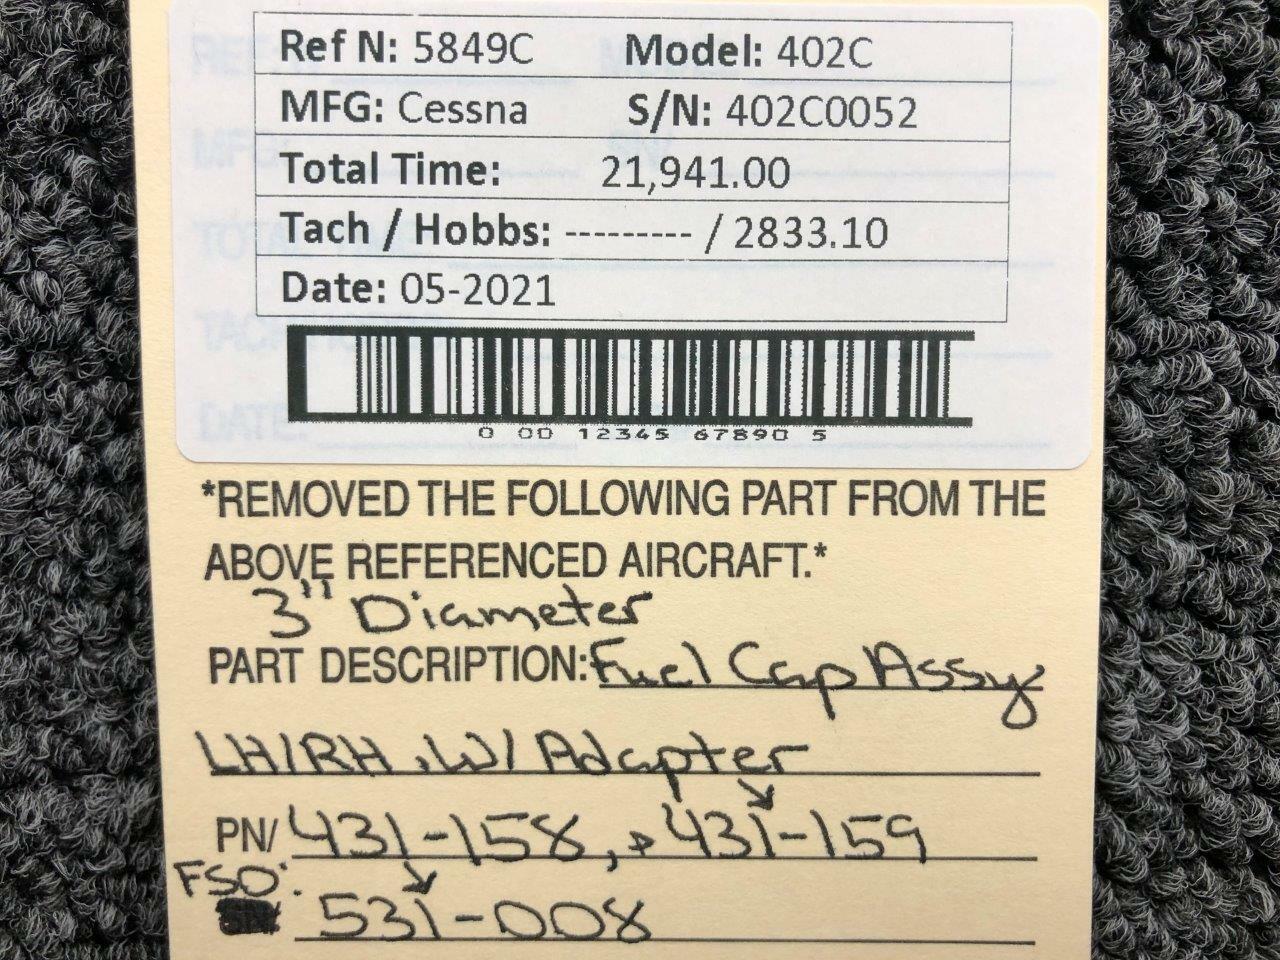 Ref N: 5849C Model: 402C
MFG: Cessna S/N: 402C0052
Total Time: 21,941.00
Tach / Hobbs: --------- / 2833.10
Date: 05-2021
0 00 12345 67890 5
*REMOVED THE FOLLOWING PART FROM THE
ABOVE REFERENCED AIRCRAFT.*
3" Diameter
PART DESCRIPTION: Fuel Cap Assy
LH/RH, W/ Adapter
PN/ 431-158, → 431-159
FSO:
531-008